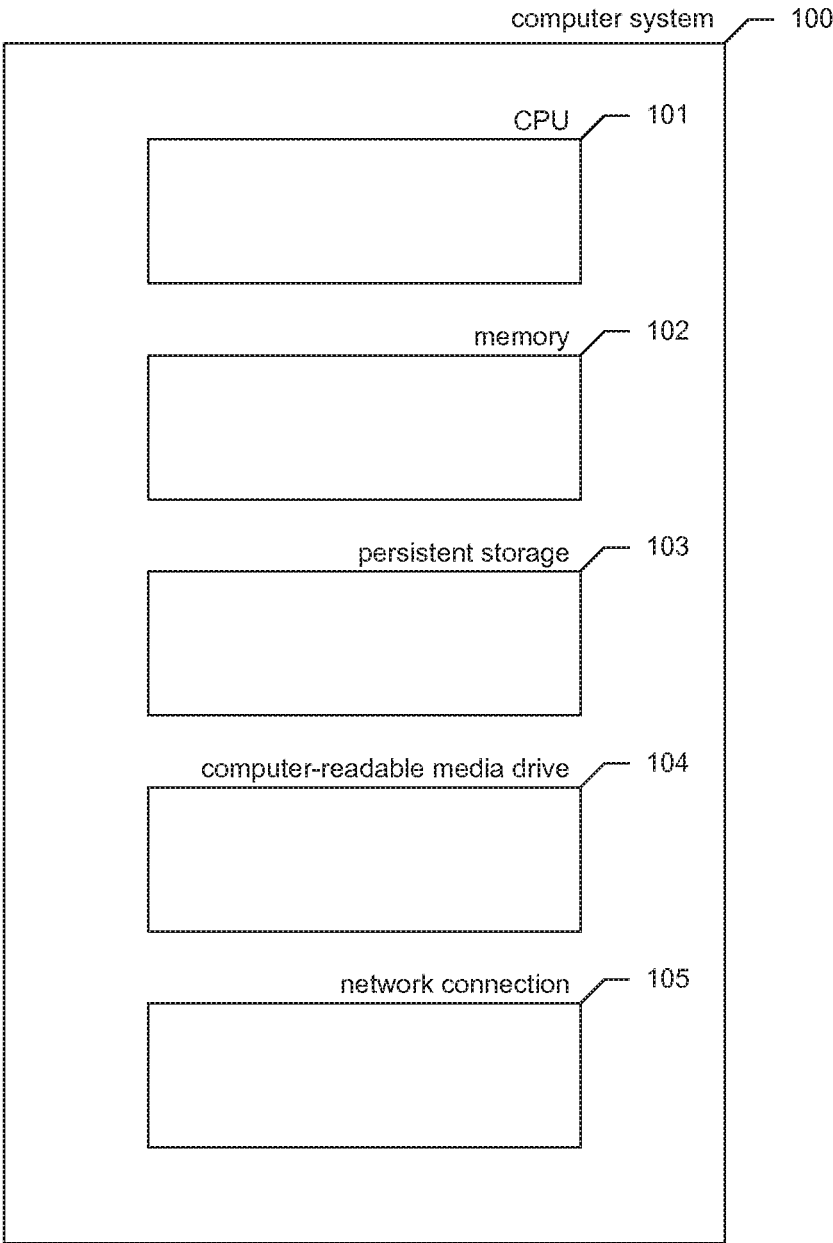 computer system 100
CPU 101
memory 102
persistent storage 103
computer-readable media drive 104
network connection 105